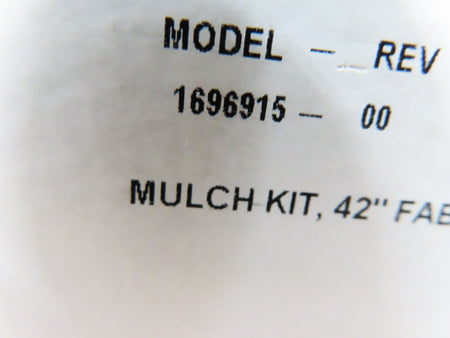 MODEL — REV
1696915 — 00
MULCH KIT, 42" FAB